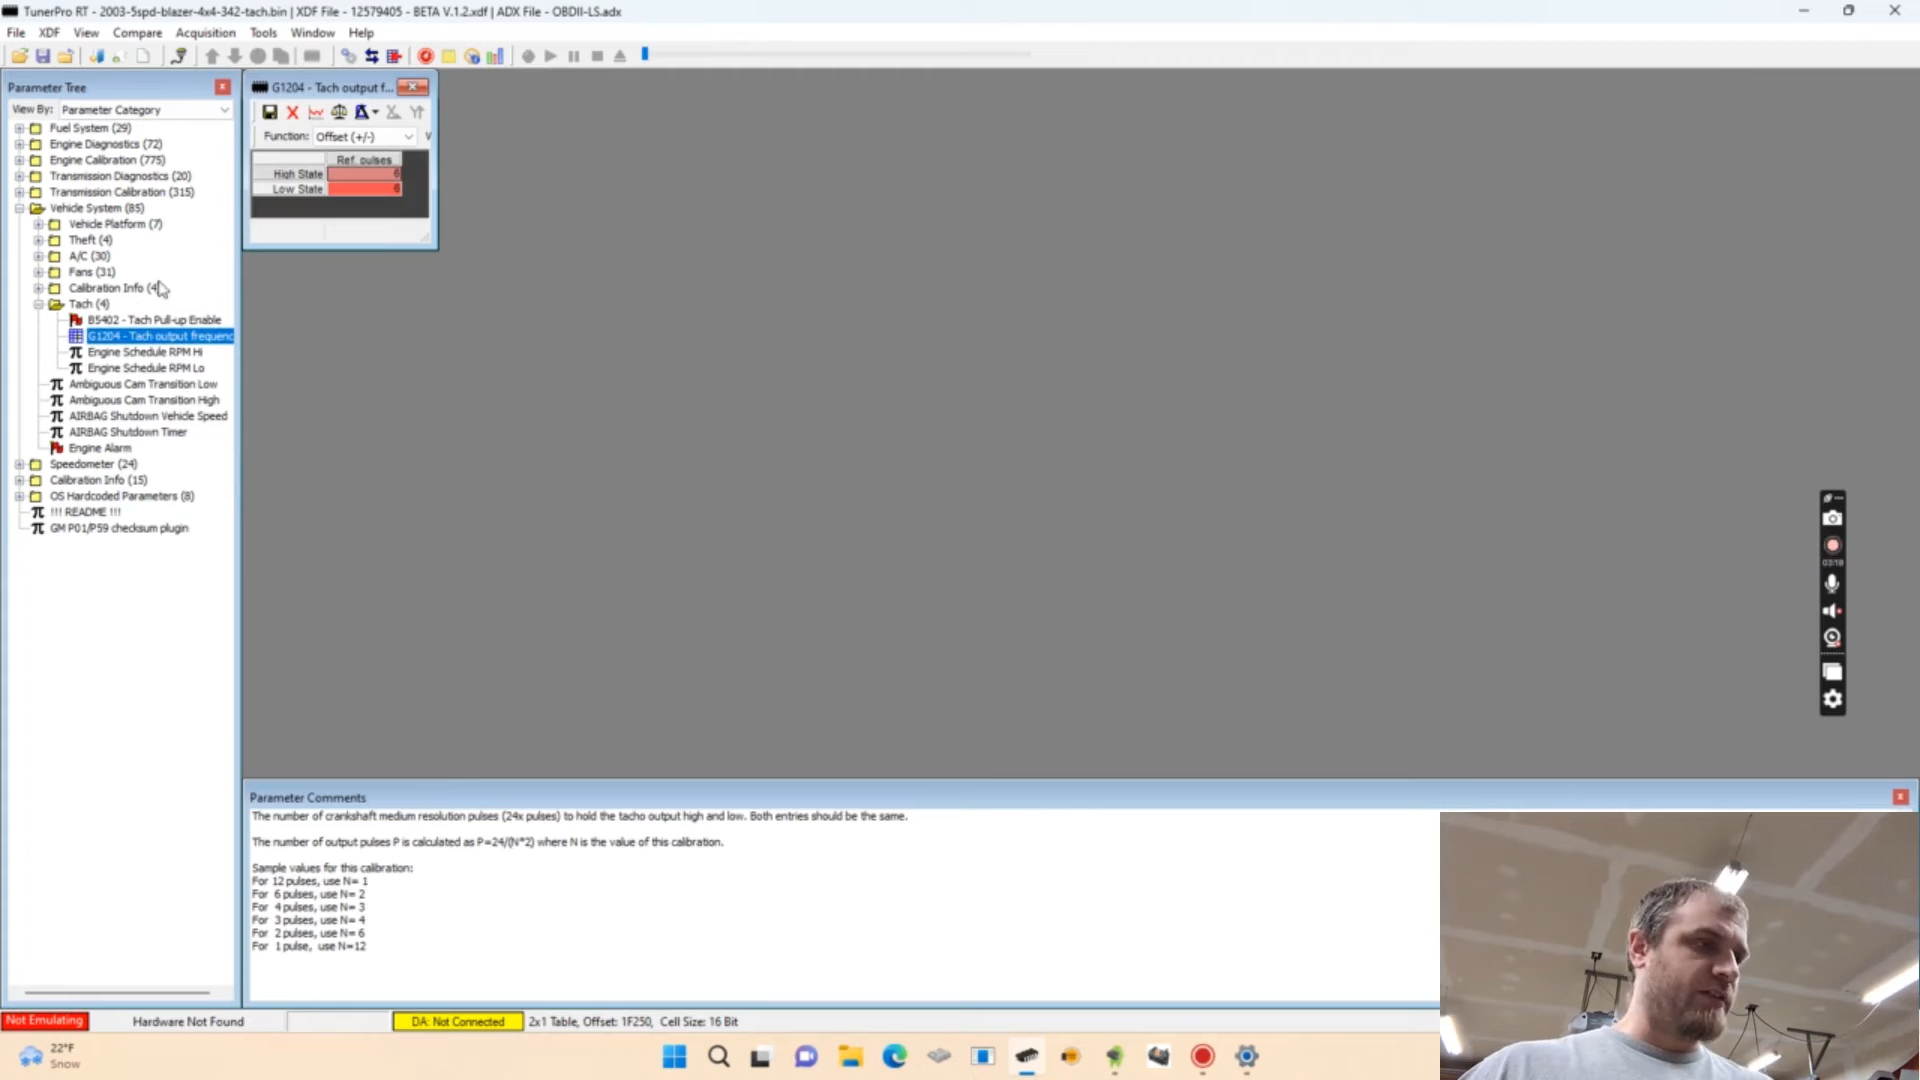 TunerPro RT - 2003-5spd-blazer-4x4-342-tach.bin | XDF File - 12579405 - BETA V.1.2.xdf | ADX File - OBDII-LS.adx
File XDF View Compare Acquisition Tools Window Help
Parameter Tree
View By: Parameter Category
Fuel System (29)
Engine Diagnostics (72)
Engine Calibration (775)
Transmission Diagnostics (20)
Transmission Calibration (315)
Vehicle System (85)
Vehicle Platform (7)
Theft (4)
A/C (30)
Fans (31)
Calibration Info (4
Tach (4)
B5402 - Tach Pull-up Enable
G1204 - Tach output frequenc
Engine Schedule RPM Hi
Engine Schedule RPM Lo
Ambiguous Cam Transition Low
Ambiguous Cam Transition High
AIRBAG Shutdown Vehicle Speed
AIRBAG Shutdown Timer
Engine Alarm
Speedometer (24)
Calibration Info (15)
OS Hardcoded Parameters (8)
!!! README !!!
GM P01/P59 checksum plugin
G1204 - Tach output f...
Function: Offset (+/-)
Ref. pulses
High State 6
Low State 6
03:19
Parameter Comments
The number of crankshaft medium resolution pulses (24x pulses) to hold the tacho output high and low. Both entries should be the same.
The number of output pulses P is calculated as P=24/(N*2) where N is the value of this calibration.
Sample values for this calibration:
For 12 pulses, use N= 1
For 6 pulses, use N= 2
For 4 pulses, use N= 3
For 3 pulses, use N= 4
For 2 pulses, use N= 6
For 1 pulse, use N=12
Not Emulating Hardware Not Found DA: Not Connected 2x1 Table, Offset: 1F250, Cell Size: 16 Bit
22°F
Snow